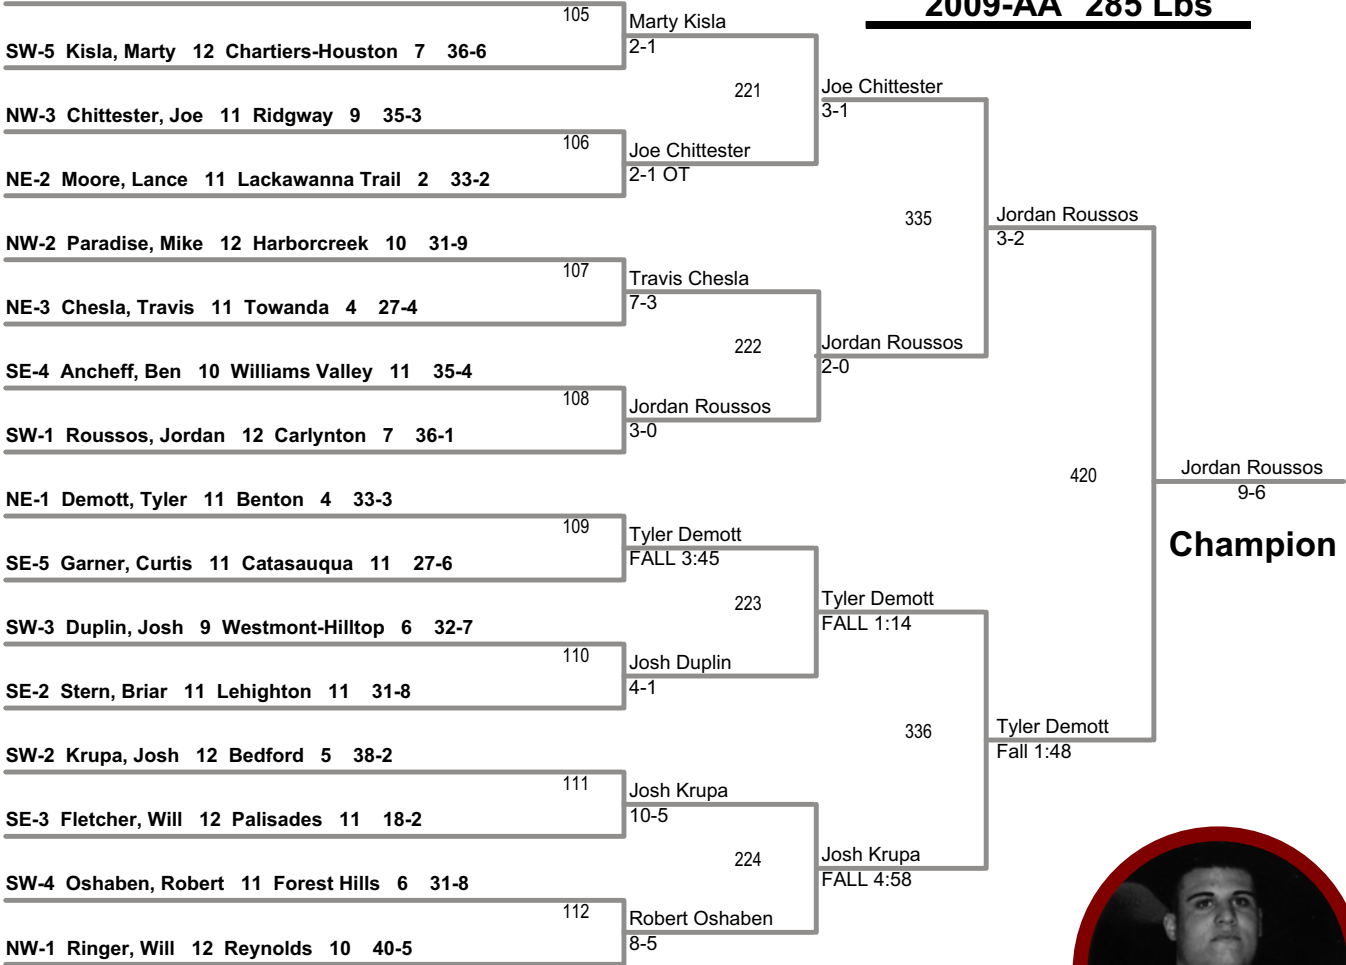 2009-AA 285 Lbs
105
Marty Kisla
SW-5 Kisla, Marty 12 Chartiers-Houston 7 36-6
2-1
221
Joe Chittester
3-1
NW-3 Chittester, Joe 11 Ridgway 9 35-3
106
Joe Chittester
2-1 OT
NE-2 Moore, Lance 11 Lackawanna Trail 2 33-2
335
Jordan Roussos
3-2
NW-2 Paradise, Mike 12 Harborcreek 10 31-9
107
Travis Chesla
7-3
NE-3 Chesla, Travis 11 Towanda 4 27-4
222
Jordan Roussos
2-0
SE-4 Ancheff, Ben 10 Williams Valley 11 35-4
108
Jordan Roussos
3-0
SW-1 Roussos, Jordan 12 Carlynton 7 36-1
420
Jordan Roussos
9-6
Champion
NE-1 Demott, Tyler 11 Benton 4 33-3
109
Tyler Demott
FALL 3:45
SE-5 Garner, Curtis 11 Catasauqua 11 27-6
223
Tyler Demott
FALL 1:14
SW-3 Duplin, Josh 9 Westmont-Hilltop 6 32-7
110
Josh Duplin
4-1
SE-2 Stern, Briar 11 Lehighton 11 31-8
336
Tyler Demott
Fall 1:48
SW-2 Krupa, Josh 12 Bedford 5 38-2
111
Josh Krupa
10-5
SE-3 Fletcher, Will 12 Palisades 11 18-2
224
Josh Krupa
FALL 4:58
SW-4 Oshaben, Robert 11 Forest Hills 6 31-8
112
Robert Oshaben
8-5
NW-1 Ringer, Will 12 Reynolds 10 40-5